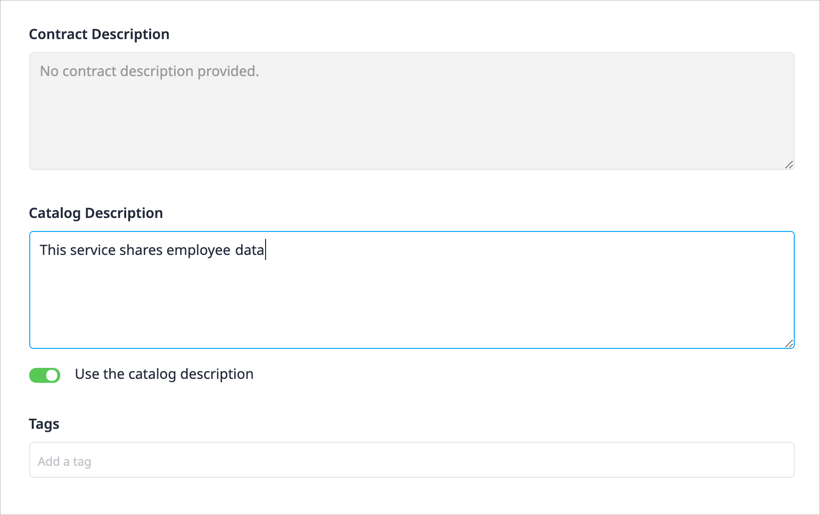 Contract Description
No contract description provided.
Catalog Description
This service shares employee data
Use the catalog description
Tags
Add a tag